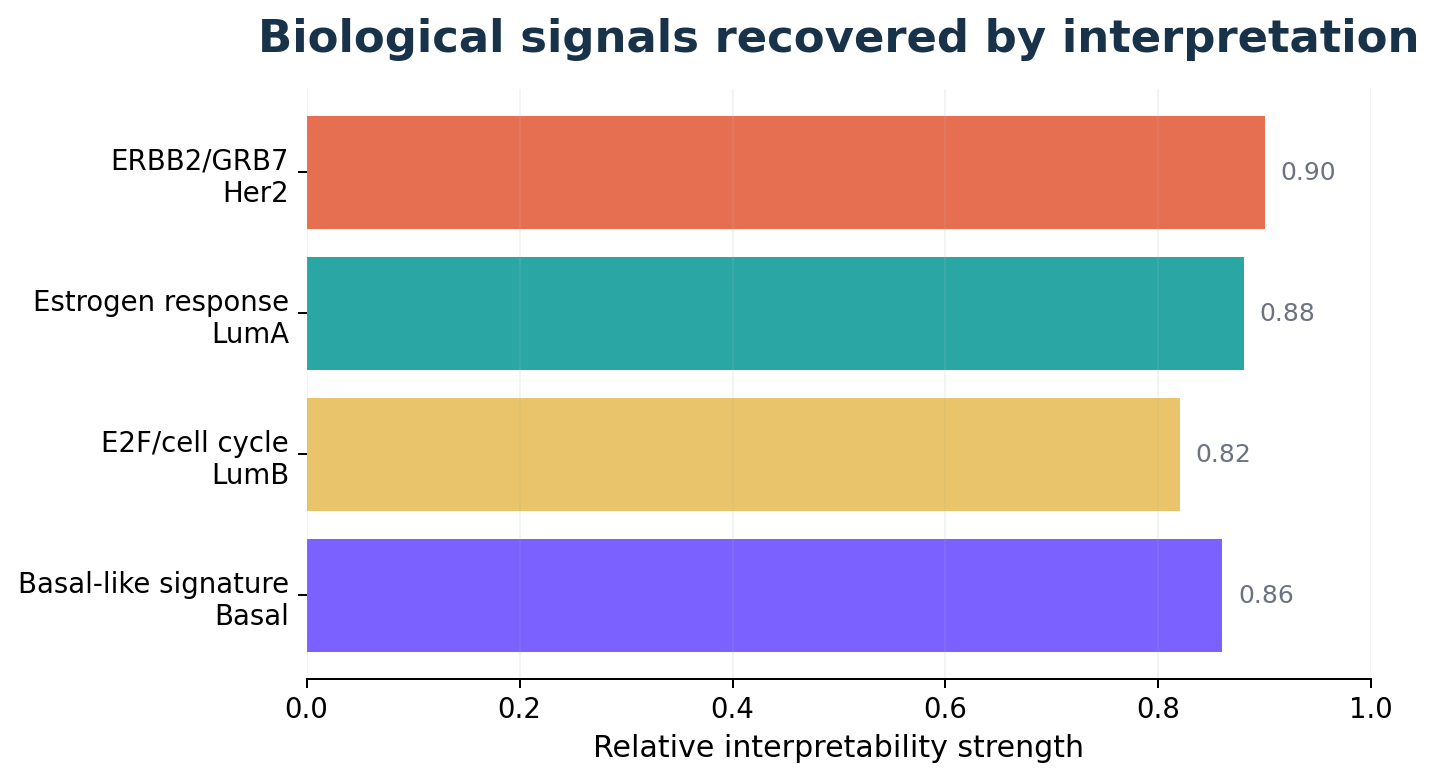 Biological signals recovered by interpretation
ERBB2/GRB7
Her2
0.90
Estrogen response
LumA
0.88
E2F/cell cycle
LumB
0.82
Basal-like signature
Basal
0.86
0.0 0.2 0.4 0.6 0.8 1.0
Relative interpretability strength